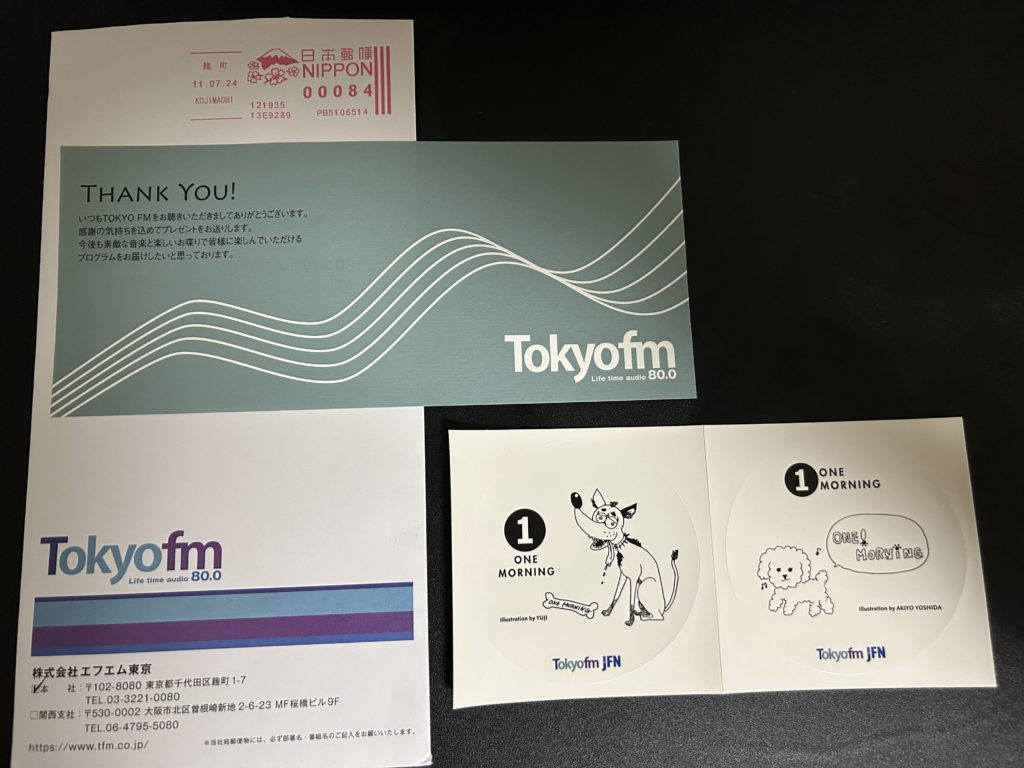 麹町
11.07.24
KOJIMACHI
日本郵便
NIPPON
00084
121935
13E9289
PB5106514
THANK YOU!
いつもTOKYO FMをお聴きいただきましてありがとうございます。
感謝の気持ちを込めてプレゼントをお送りします。
今後も素敵な音楽と楽しいお喋りで皆様に楽しんでいただける
プログラムをお届けしたいと思っております。
Tokyofm
Life time audio 80.0
Tokyofm
Life time audio 80.0
株式会社エフエム東京
本 社:〒102-8080 東京都千代田区麹町1-7
TEL.03-3221-0080
□関西支社:〒530-0002 大阪市北区曽根崎新地2-6-23 MF桜橋ビル9F
TEL.06-4795-5080
https://www.tfm.co.jp/
※当社宛郵便物には、必ず部署名・番組名のご記入をお願いいたします。
1
ONE
MORNING
ONE MORNING
illustration by YUJI
Tokyofm JFN
1 ONE
MORNING
ONE!
MORNING
illustration by AKIYO YOSHIDA
Tokyofm JFN